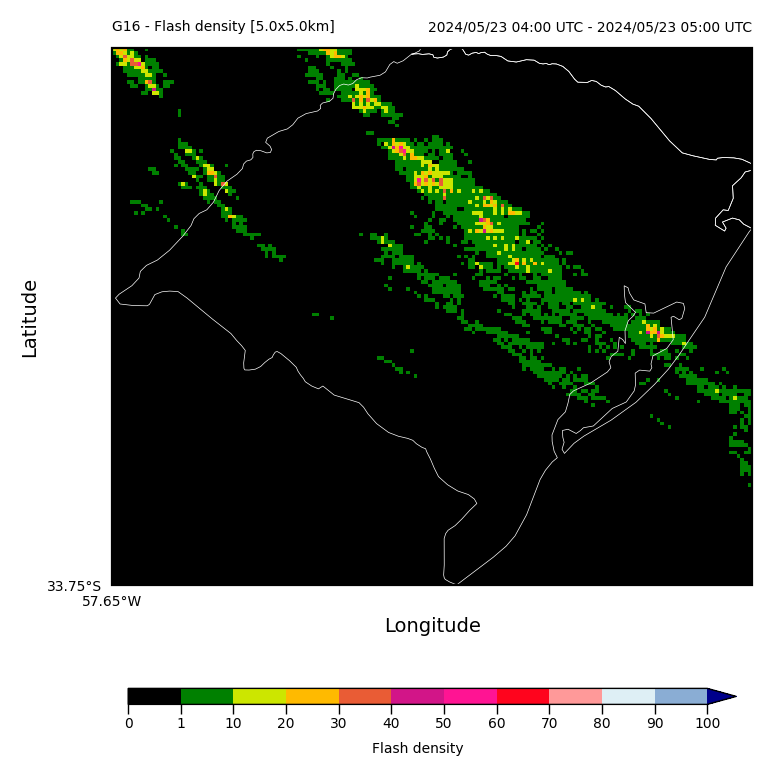 G16 - Flash density [5.0x5.0km] 2024/05/23 04:00 UTC - 2024/05/23 05:00 UTC
Latitude
33.75°S
57.65°W
Longitude
0 1 10 20 30 40 50 60 70 80 90 100
Flash density